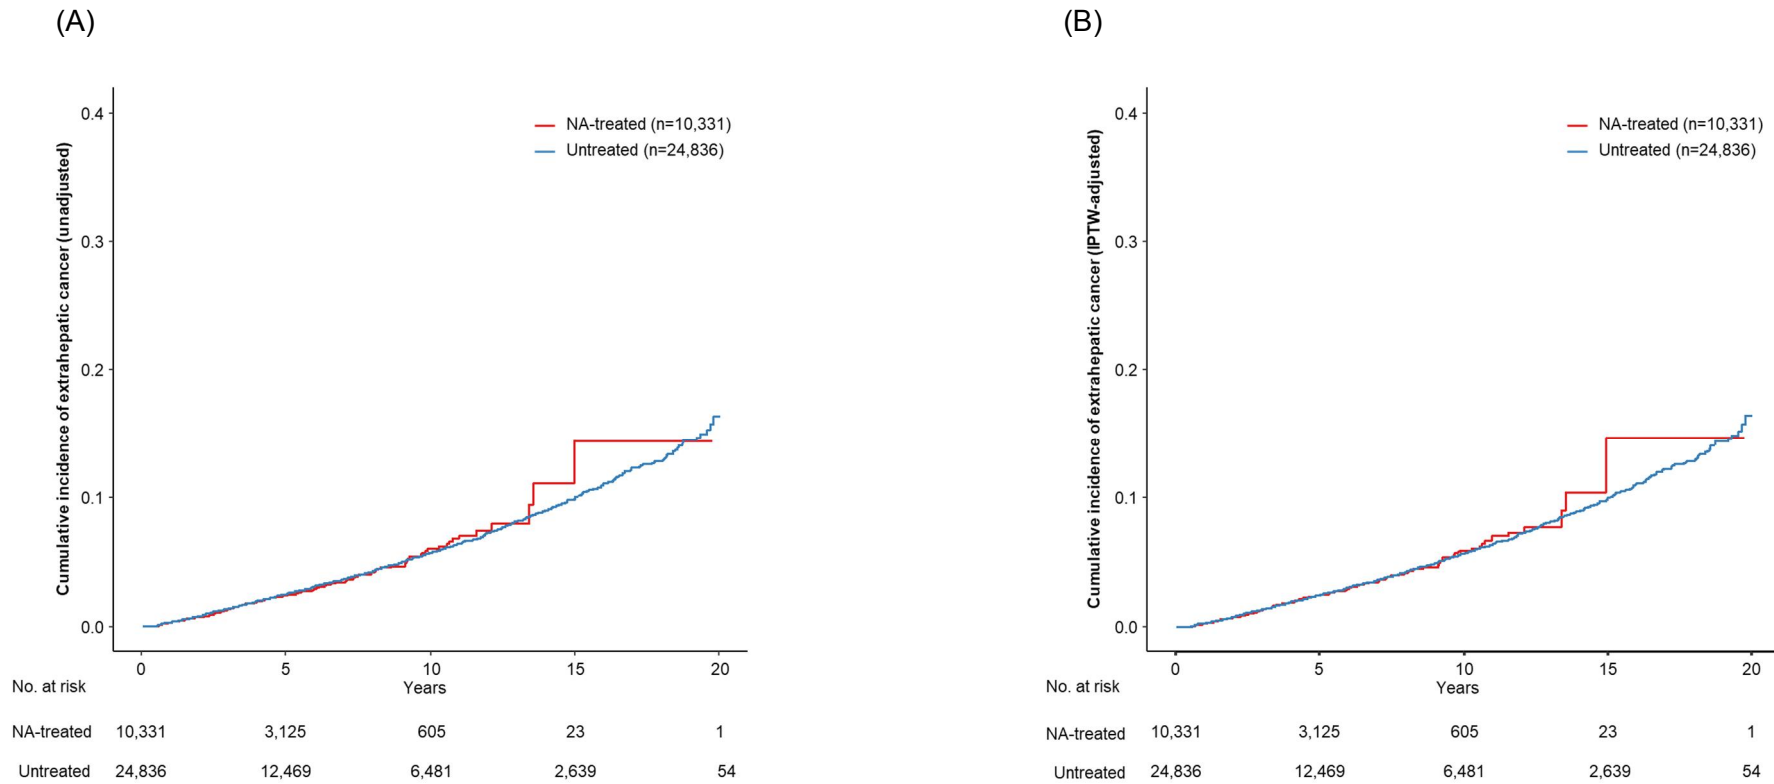 (A)
Cumulative incidence of extrahepatic cancer (unadjusted)
0.4
0.3
0.2
0.1
0.0
NA-treated (n=10,331)
Untreated (n=24,836)
0 5 10 15 20
Years
No. at risk
NA-treated 10,331 3,125 605 23 1
Untreated 24,836 12,469 6,481 2,639 54
(B)
Cumulative incidence of extrahepatic cancer (IPTW-adjusted)
0.4
0.3
0.2
0.1
0.0
NA-treated (n=10,331)
Untreated (n=24,836)
0 5 10 15 20
Years
No. at risk
NA-treated 10,331 3,125 605 23 1
Untreated 24,836 12,469 6,481 2,639 54